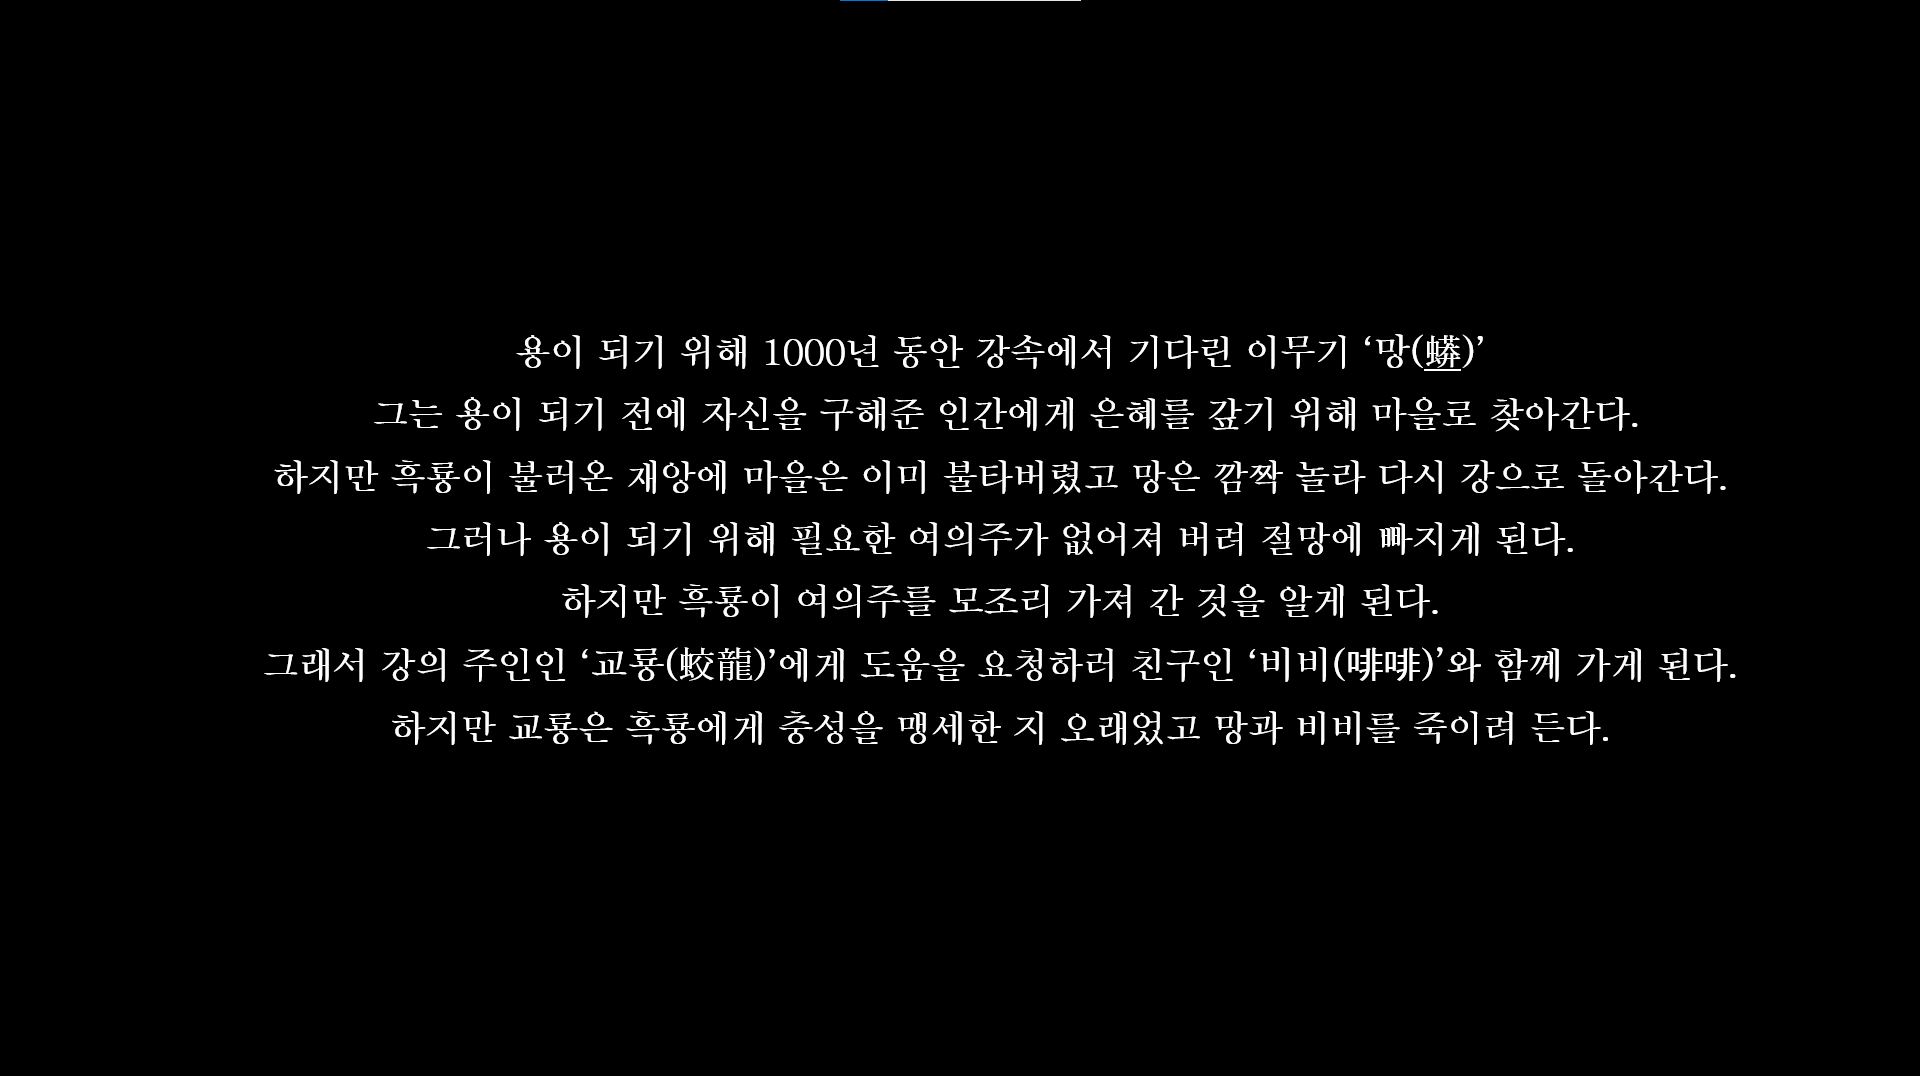 용이 되기 위해 1000년 동안 강속에서 기다린 이무기 ‘망(蟒)’
그는 용이 되기 전에 자신을 구해준 인간에게 은혜를 갚기 위해 마을로 찾아간다.
하지만 흑룡이 불러온 재앙에 마을은 이미 불타버렸고 망은 깜짝 놀라 다시 강으로 돌아간다.
그러나 용이 되기 위해 필요한 여의주가 없어져 버려 절망에 빠지게 된다.
하지만 흑룡이 여의주를 모조리 가져 간 것을 알게 된다.
그래서 강의 주인인 ‘교룡(蛟龍)’에게 도움을 요청하러 친구인 ‘비비(啡啡)’와 함께 가게 된다.
하지만 교룡은 흑룡에게 충성을 맹세한 지 오래었고 망과 비비를 죽이려 든다.